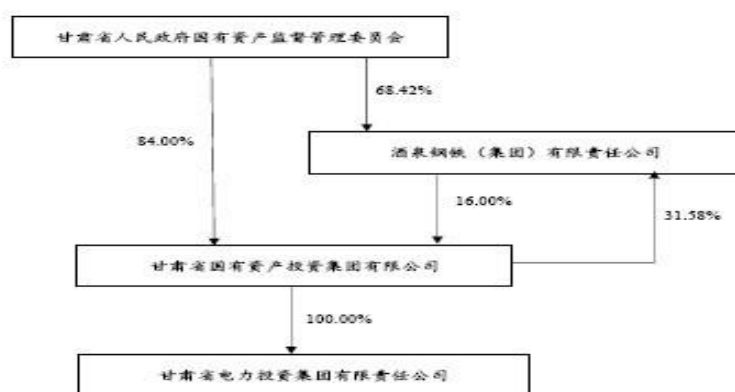 甘肃省人民政府国有资产监督管理委员会
68.42%
84.00%
酒泉钢铁（集团）有限责任公司
16.00%
31.58%
甘肃省国有资产投资集团有限公司
100.00%
甘肃省电力投资集团有限责任公司